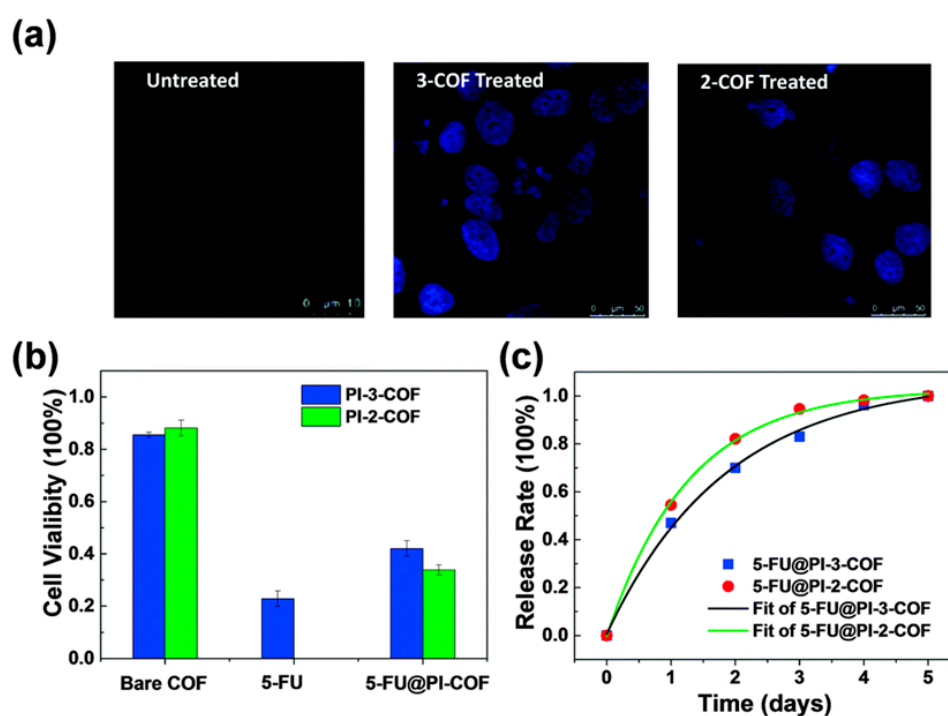 (a)
Untreated
3-COF Treated
2-COF Treated
0 µm 10
0 µm 50
0 µm 50
(b)
Cell Vialibity (100%)
1.0
0.8
0.6
0.4
0.2
0.0
PI-3-COF
PI-2-COF
Bare COF
5-FU
5-FU@PI-COF
(c)
Release Rate (100%)
1.0
0.8
0.6
0.4
0.2
0.0
5-FU@PI-3-COF
5-FU@PI-2-COF
Fit of 5-FU@PI-3-COF
Fit of 5-FU@PI-2-COF
0 1 2 3 4 5
Time (days)